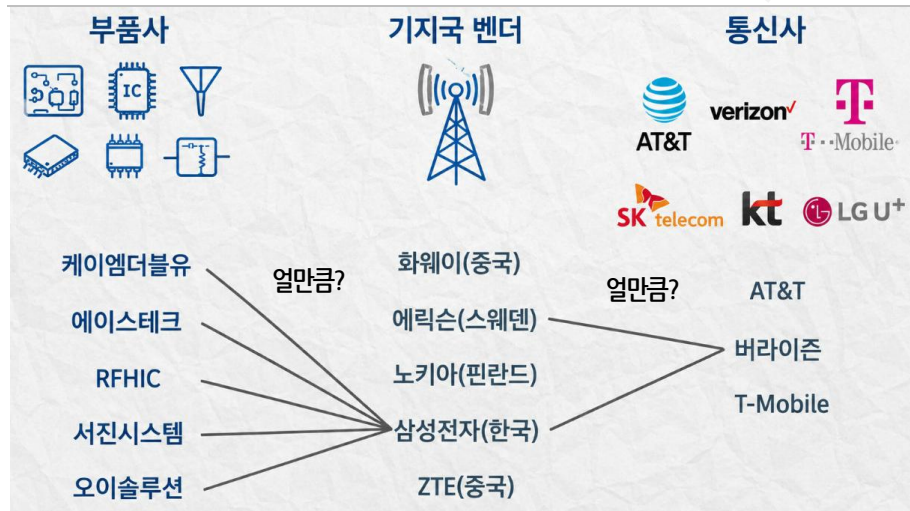 부품사
기지국 벤더
통신사
IC
AT&T
verizon✓
T
T··Mobile·
SK telecom
kt
LG U+
케이엠더블유
에이스테크
RFHIC
서진시스템
오이솔루션
얼만큼?
화웨이(중국)
에릭슨(스웨덴)
노키아(핀란드)
삼성전자(한국)
ZTE(중국)
얼만큼?
AT&T
버라이즌
T-Mobile